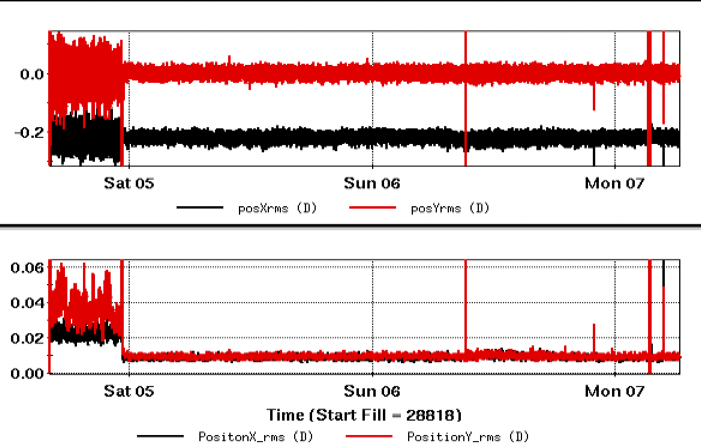 0.0
-0.2
Sat 05 Sun 06 Mon 07
posXrms (D) posYrms (D)
0.06
0.04
0.02
0.00
Sat 05 Sun 06 Mon 07
Time (Start Fill = 28818)
PositonX_rms (D) PositionY_rms (D)